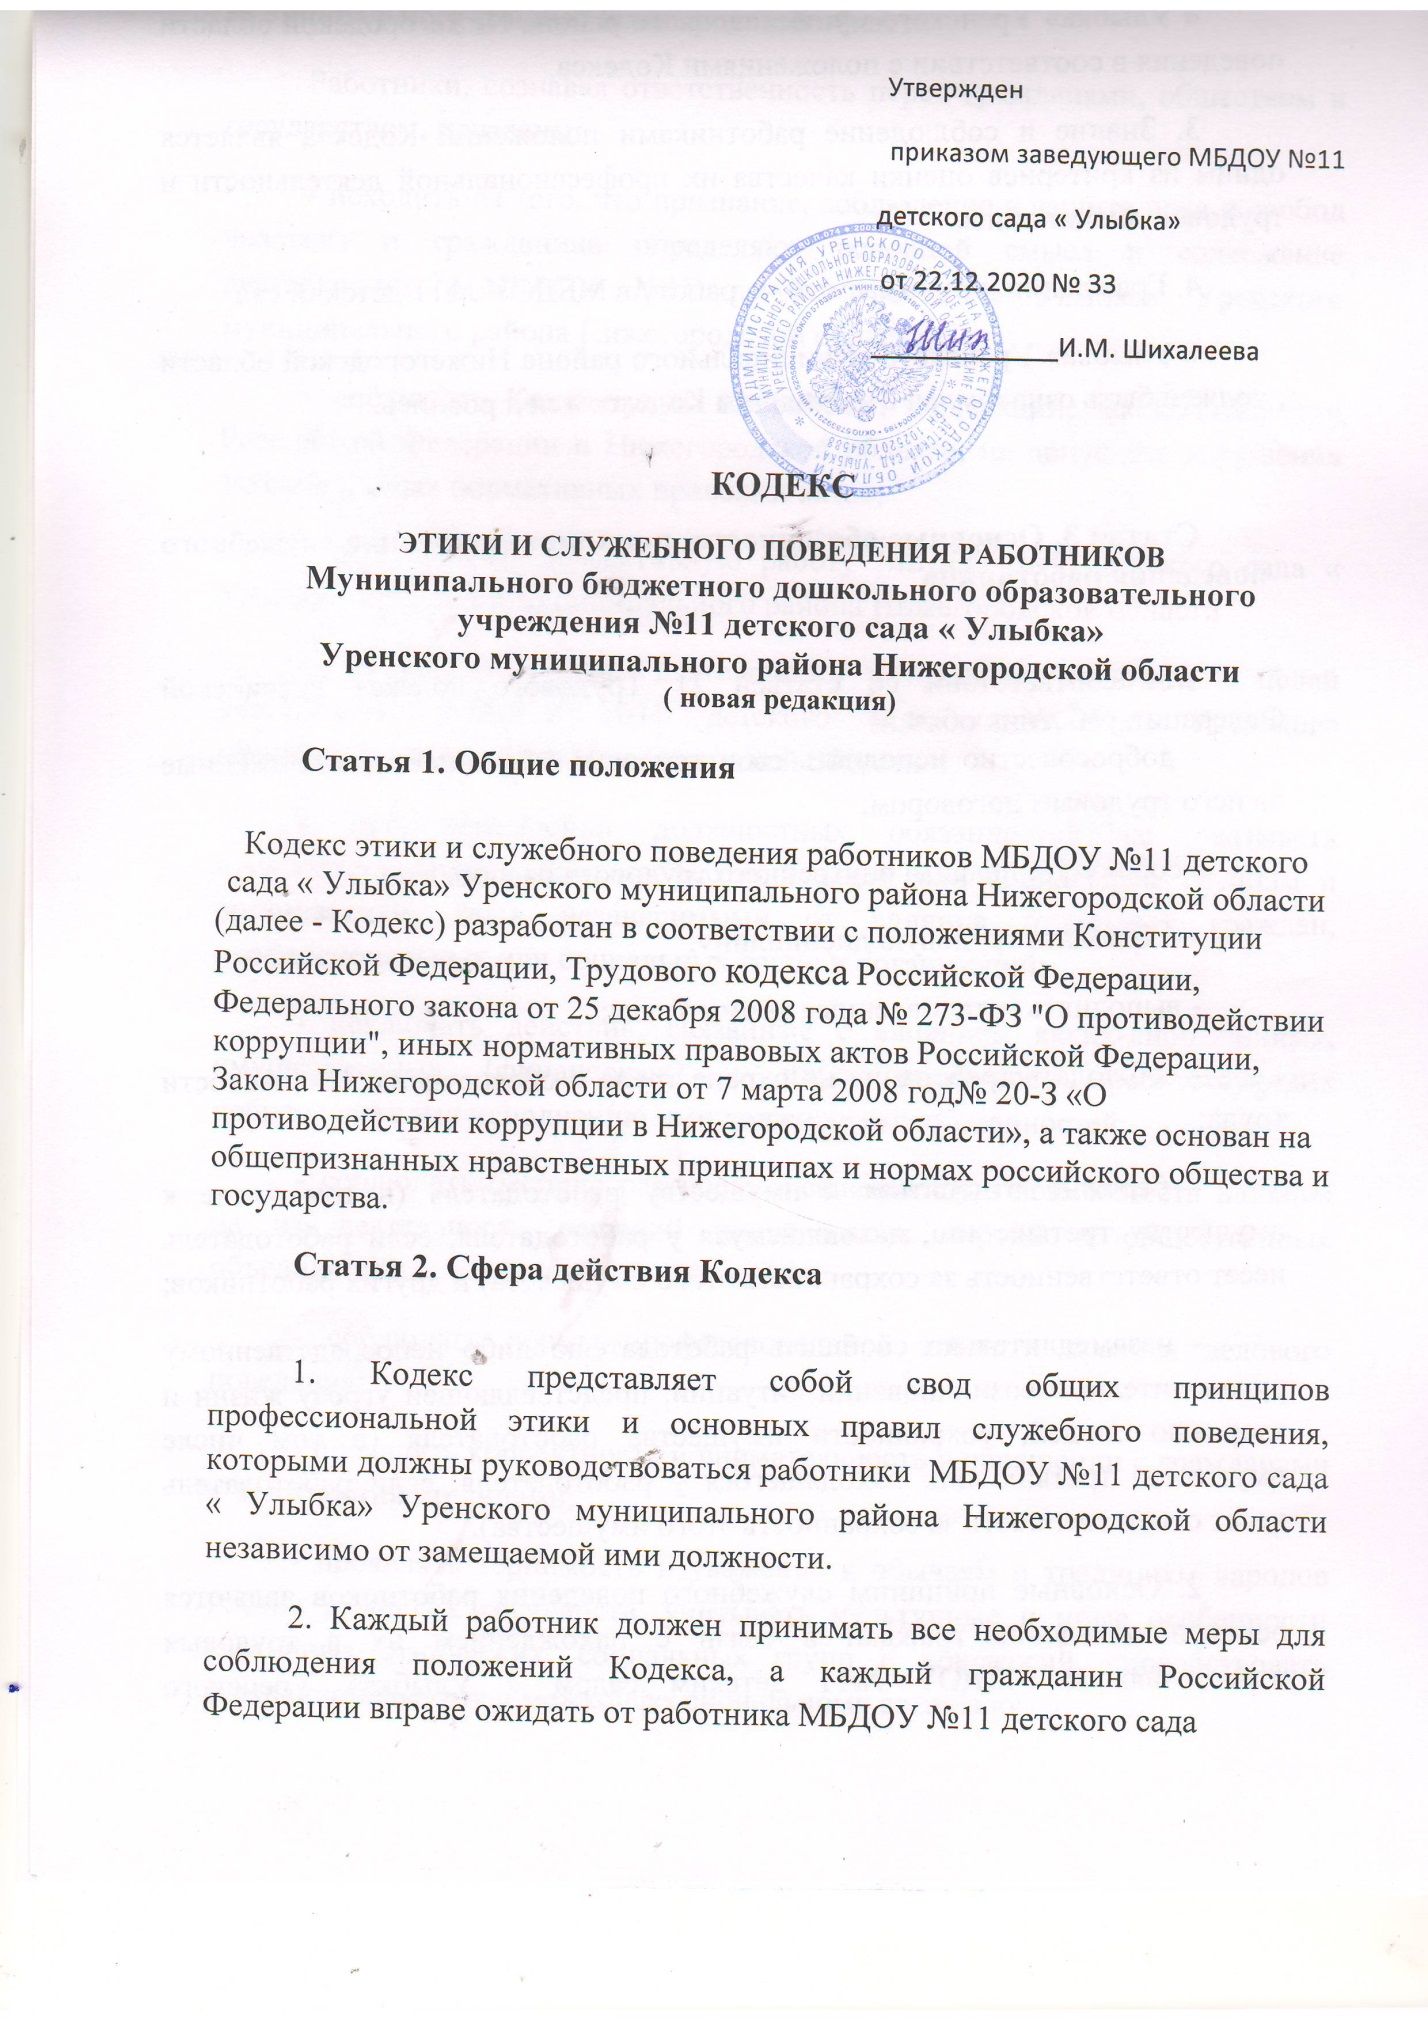 Утвержден
приказом заведующего МБДОУ №11
детского сада « Улыбка»
от 22.12.2020 № 33
____________И.М. Шихалеева
КОДЕКС
ЭТИКИ И СЛУЖЕБНОГО ПОВЕДЕНИЯ РАБОТНИКОВ
Муниципального бюджетного дошкольного образовательного
учреждения №11 детского сада « Улыбка»
Уренского муниципального района Нижегородской области
( новая редакция)
Статья 1. Общие положения
Кодекс этики и служебного поведения работников МБДОУ №11 детского
сада « Улыбка» Уренского муниципального района Нижегородской области
(далее - Кодекс) разработан в соответствии с положениями Конституции
Российской Федерации, Трудового кодекса Российской Федерации,
Федерального закона от 25 декабря 2008 года № 273-ФЗ "О противодействии
коррупции", иных нормативных правовых актов Российской Федерации,
Закона Нижегородской области от 7 марта 2008 год№ 20-З «О
противодействии коррупции в Нижегородской области», а также основан на
общепризнанных нравственных принципах и нормах российского общества и
государства.
Статья 2. Сфера действия Кодекса
1. Кодекс представляет собой свод общих принципов
профессиональной этики и основных правил служебного поведения,
которыми должны руководствоваться работники МБДОУ №11 детского сада
« Улыбка» Уренского муниципального района Нижегородской области
независимо от замещаемой ими должности.
2. Каждый работник должен принимать все необходимые меры для
соблюдения положений Кодекса, а каждый гражданин Российской
Федерации вправе ожидать от работника МБДОУ №11 детского сада